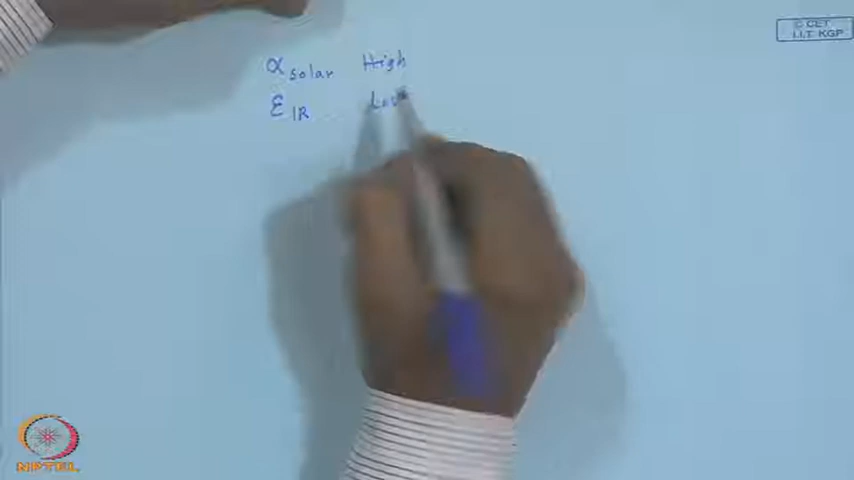 © CET
I.I.T. KGP
α solar High
ε IR Low
NPTEL